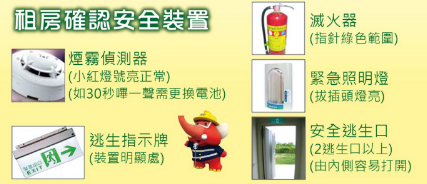 租房確認安全裝置
煙霧偵測器
(小紅燈號亮正常)
(如30秒嗶一聲需更換電池)
逃生指示牌
(裝置明顯處)
EXIT
滅火器
(指針綠色範圍)
緊急照明燈
(拔插頭燈亮)
安全逃生口
(2逃生口以上)
(由內側容易打開)